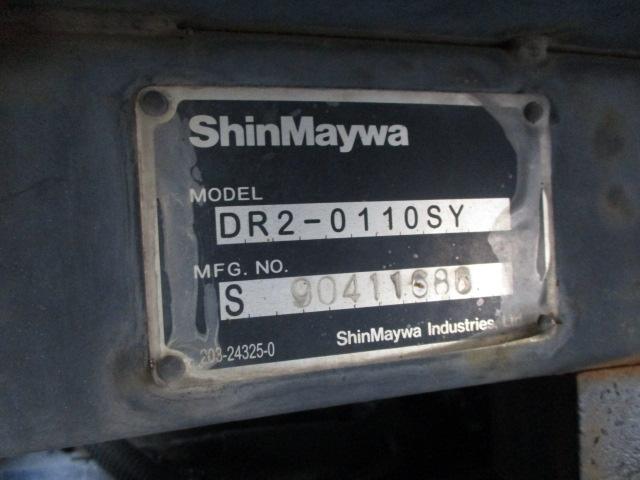 ShinMaywa
MODEL
DR2-0110SY
MFG. NO.
S 90411686
ShinMaywa Industries, Ltd.
203-24325-0